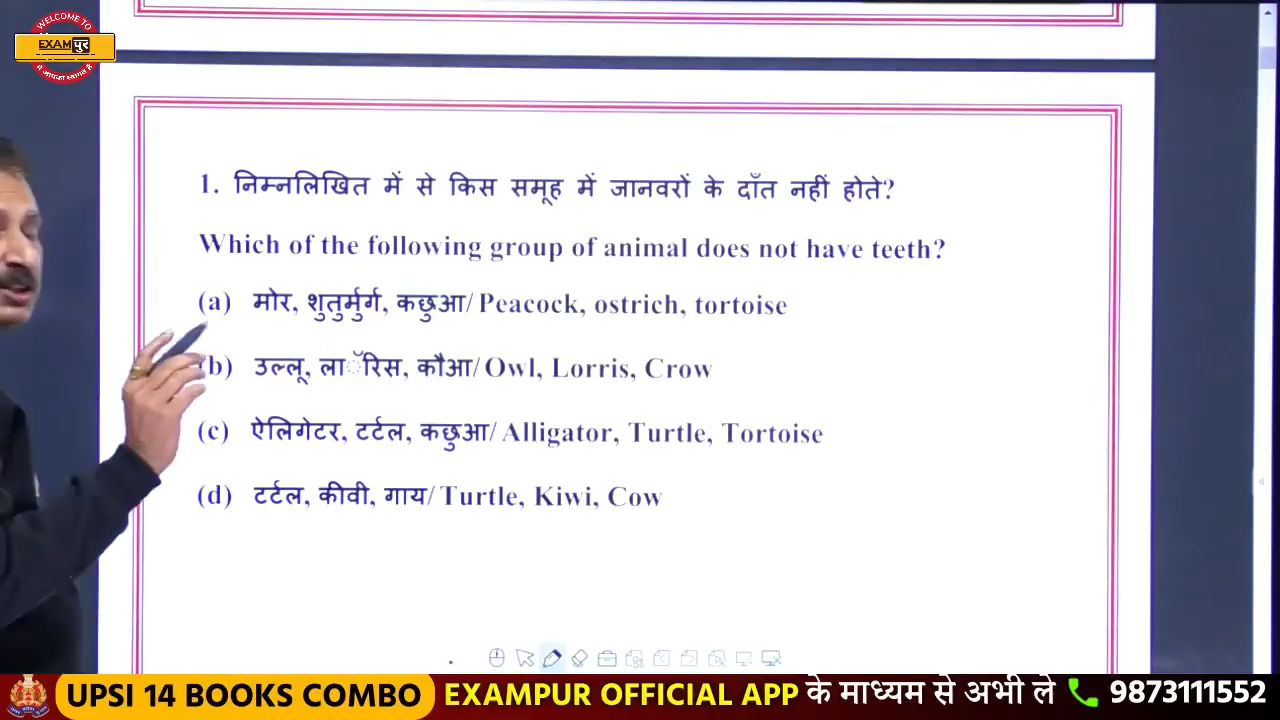 WELCOME TO
EXAMपुर
में आपका स्वागत है
1. निम्नलिखित में से किस समूह में जानवरों के दाँत नहीं होते?
Which of the following group of animal does not have teeth?
(a) मोर, शुतुर्मुर्ग, कछुआ/ Peacock, ostrich, tortoise
(b) उल्लू, लाॅरिस, कौआ/ Owl, Lorris, Crow
(c) ऐलिगेटर, टर्टल, कछुआ/ Alligator, Turtle, Tortoise
(d) टर्टल, कीवी, गाय/ Turtle, Kiwi, Cow
UPSI 14 BOOKS COMBO EXAMPUR OFFICIAL APP के माध्यम से अभी ले 9873111552